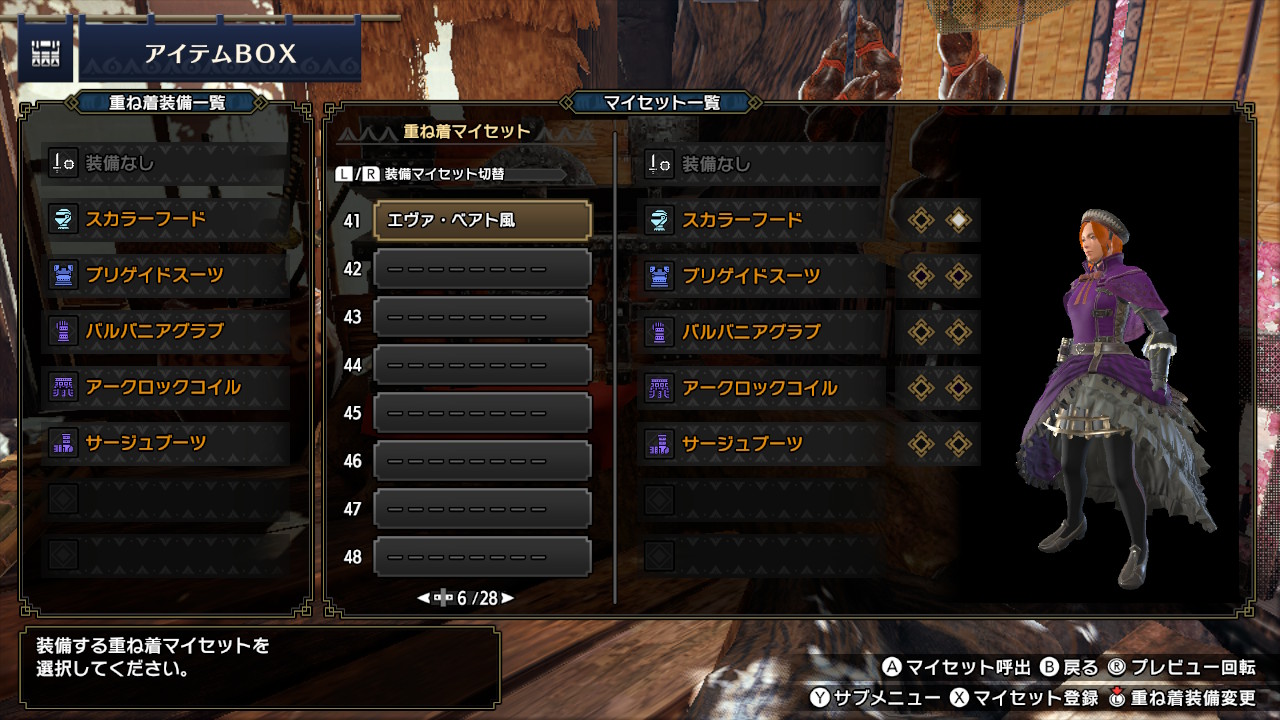 アイテムBOX
重ね着装備一覧
装備なし
スカラーフード
ブリゲイドスーツ
バルバニアグラブ
アークロックコイル
サージュブーツ
マイセット一覧
重ね着マイセット
L/R 装備マイセット切替
41 エヴァ・ベアト風
42 －－－－－－－－
43 －－－－－－－－
44 －－－－－－－－
45 －－－－－－－－
46 －－－－－－－－
47 －－－－－－－－
48 －－－－－－－－
6/28
装備なし
スカラーフード
ブリゲイドスーツ
バルバニアグラブ
アークロックコイル
サージュブーツ
装備する重ね着マイセットを
選択してください。
Aマイセット呼出 B戻る Rプレビュー回転
Yサブメニュー Xマイセット登録 L重ね着装備変更